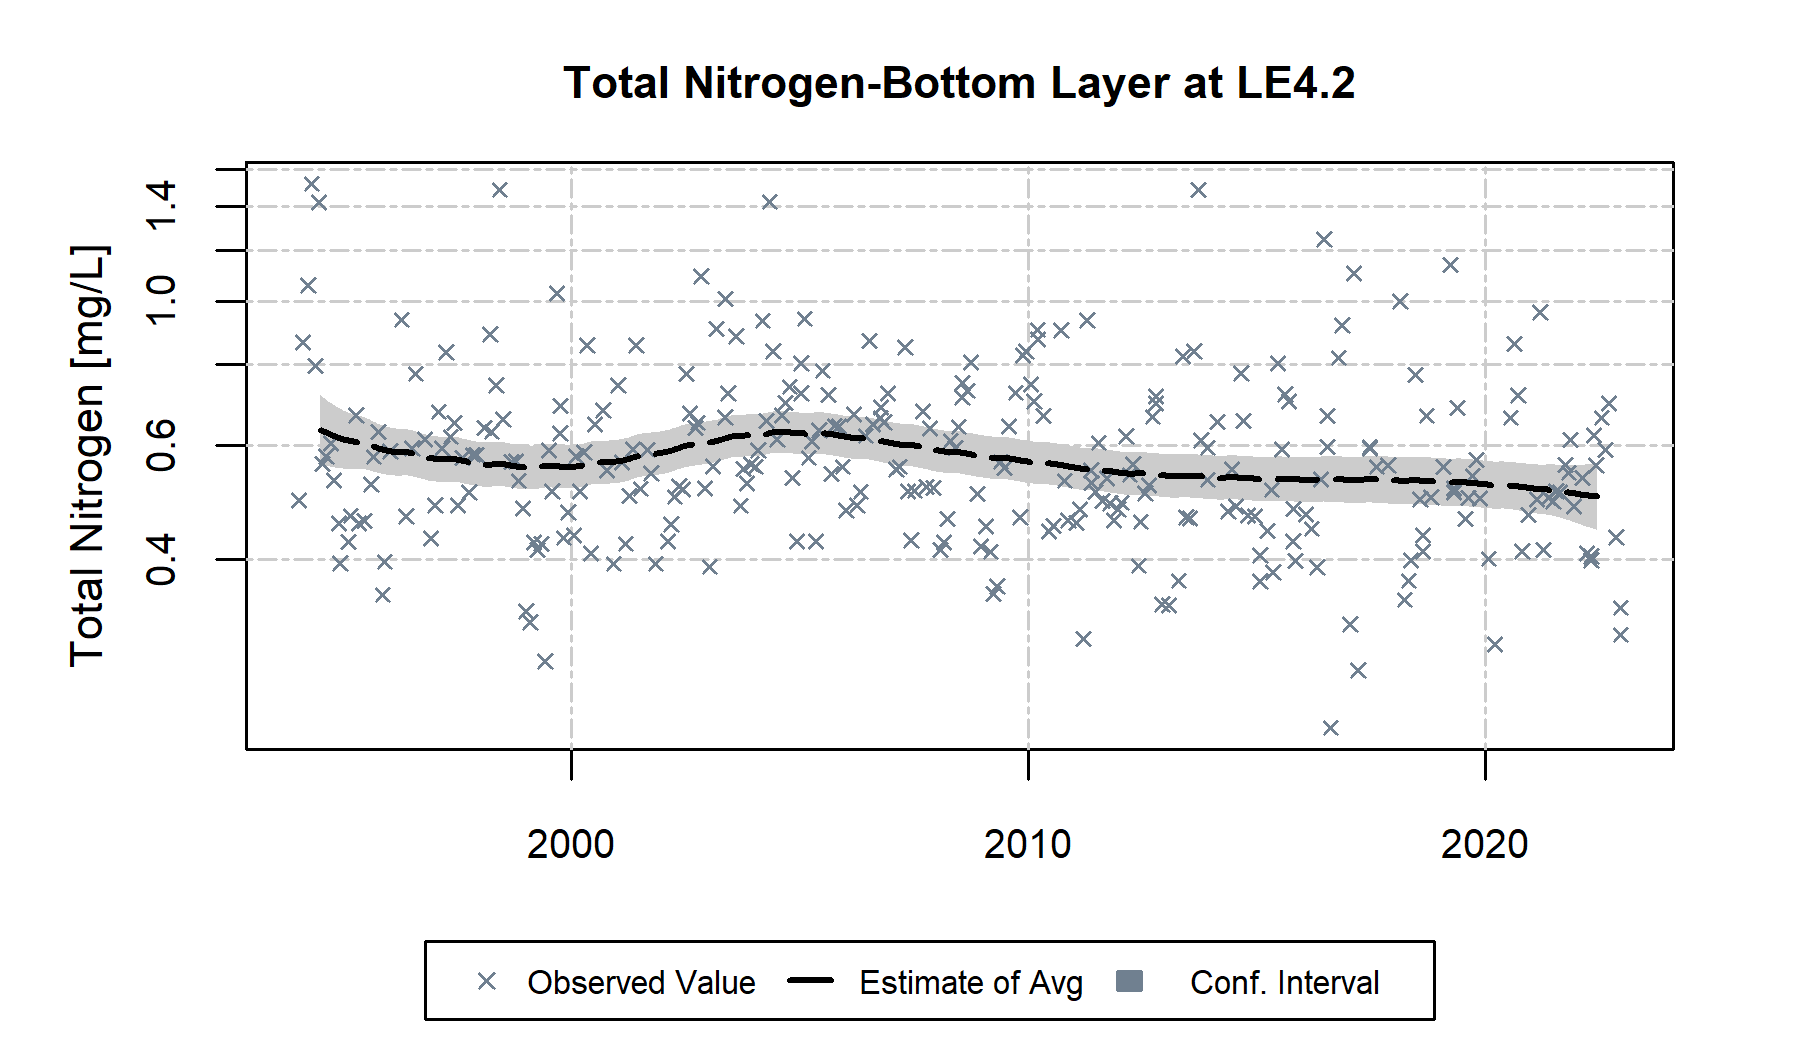 Total Nitrogen-Bottom Layer at LE4.2
Total Nitrogen [mg/L]
1.4
1.0
0.6
0.4
2000 2010 2020
Observed Value Estimate of Avg Conf. Interval